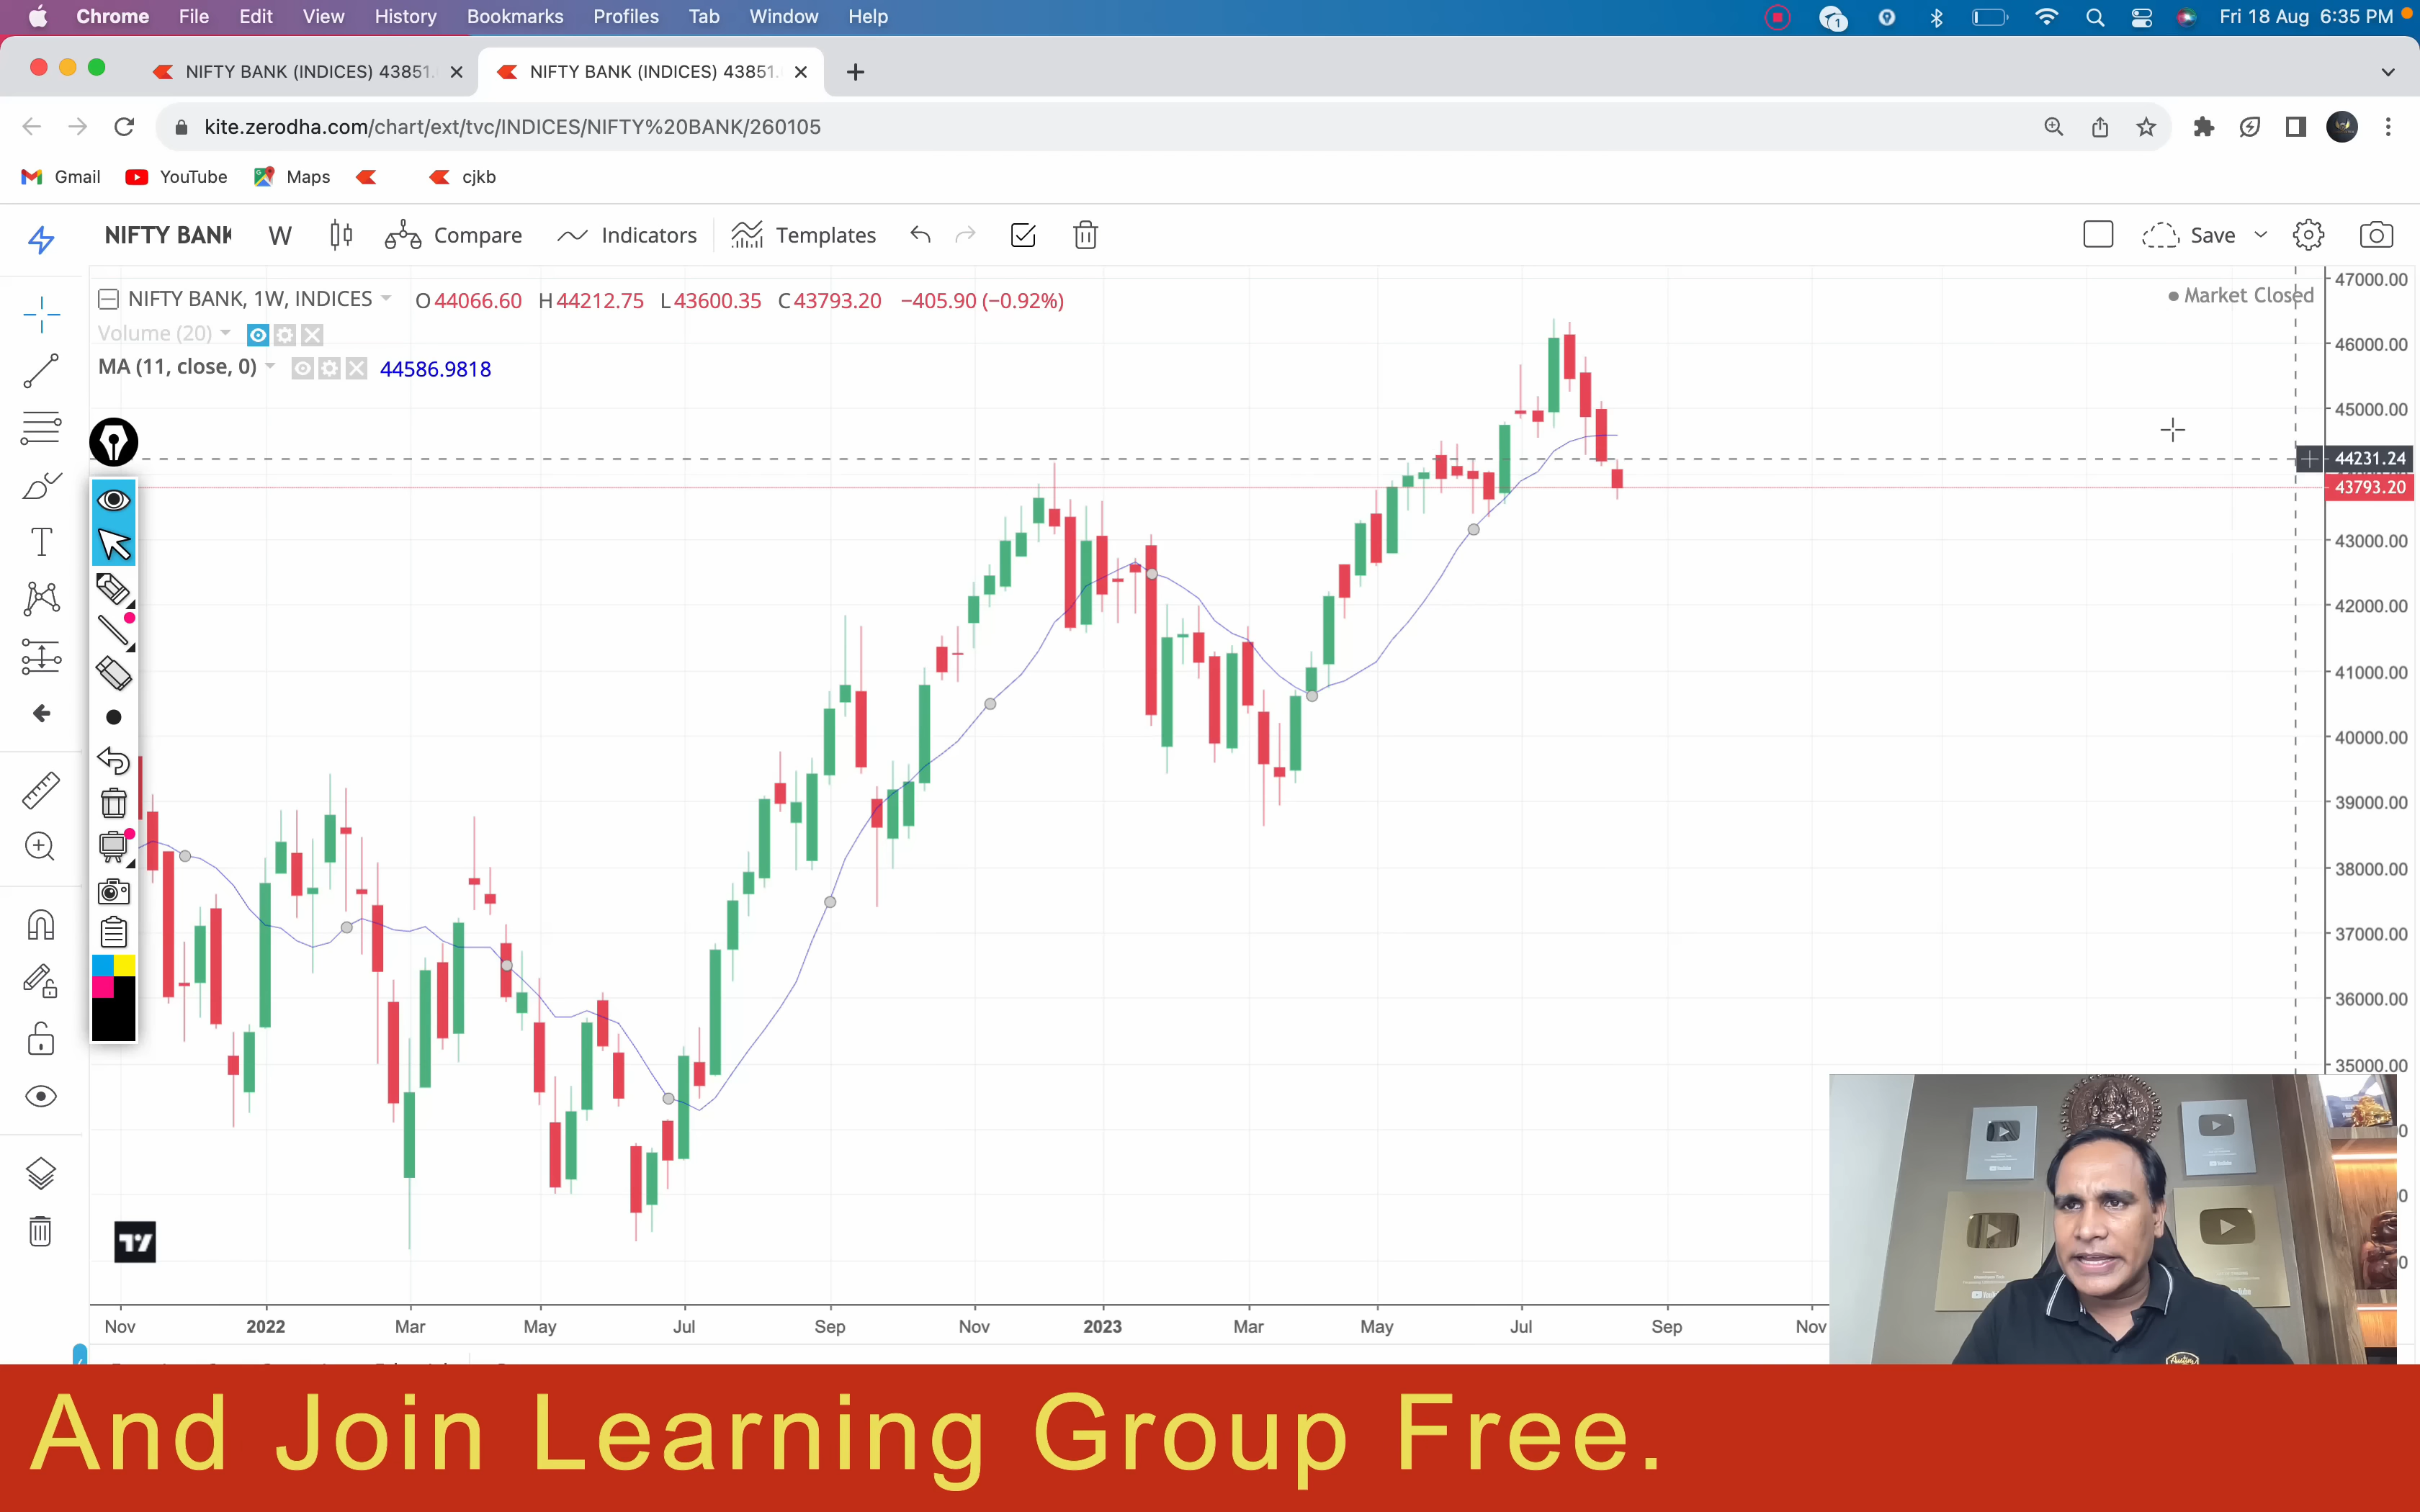 Chrome File Edit View History Bookmarks Profiles Tab Window Help 1 Fri 18 Aug 6:35 PM
NIFTY BANK (INDICES) 43851. NIFTY BANK (INDICES) 43851.
kite.zerodha.com/chart/ext/tvc/INDICES/NIFTY%20BANK/260105
Gmail YouTube Maps cjkb
NIFTY BANK W Compare Indicators Templates Save
NIFTY BANK, 1W, INDICES O44066.60 H44212.75 L43600.35 C43793.20 −405.90 (−0.92%)
Market Closed
Volume (20)
MA (11, close, 0) 44586.9818
47000.00
46000.00
45000.00
44231.24
43793.20
43000.00
42000.00
41000.00
40000.00
39000.00
38000.00
37000.00
36000.00
35000.00
Nov 2022 Mar May Jul Sep Nov 2023 Mar May Jul Sep Nov
And Join Learning Group Free.